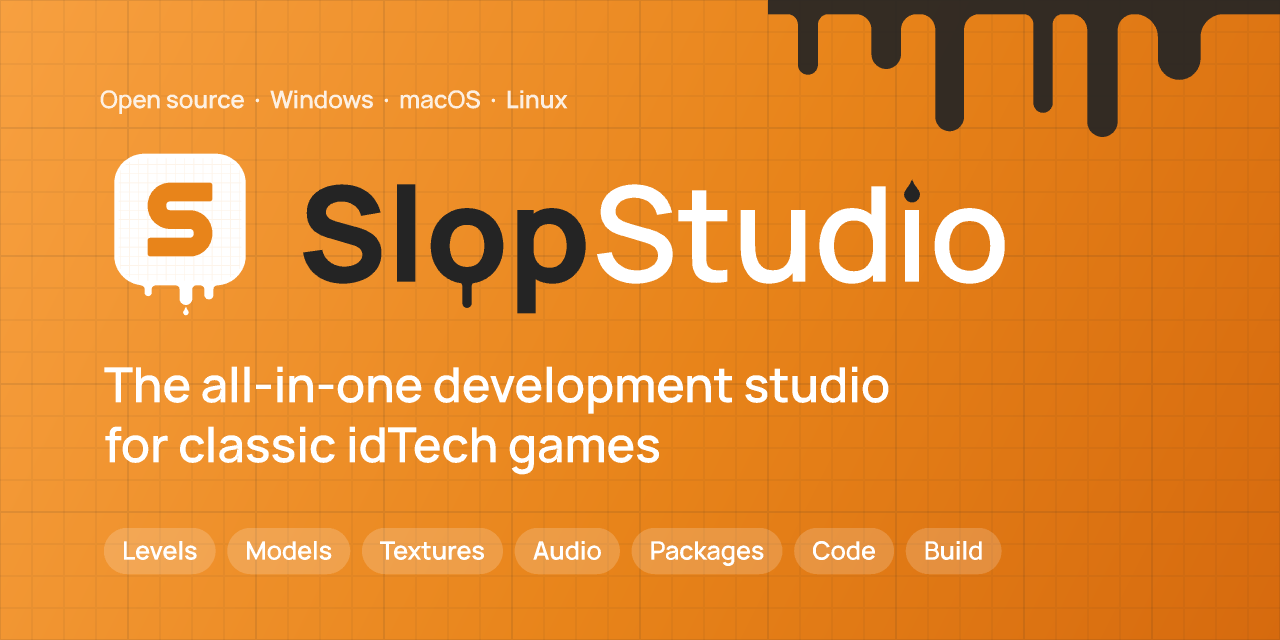 Open source · Windows · macOS · Linux
S
SlopStudio
The all-in-one development studio
for classic idTech games
Levels Models Textures Audio Packages Code Build